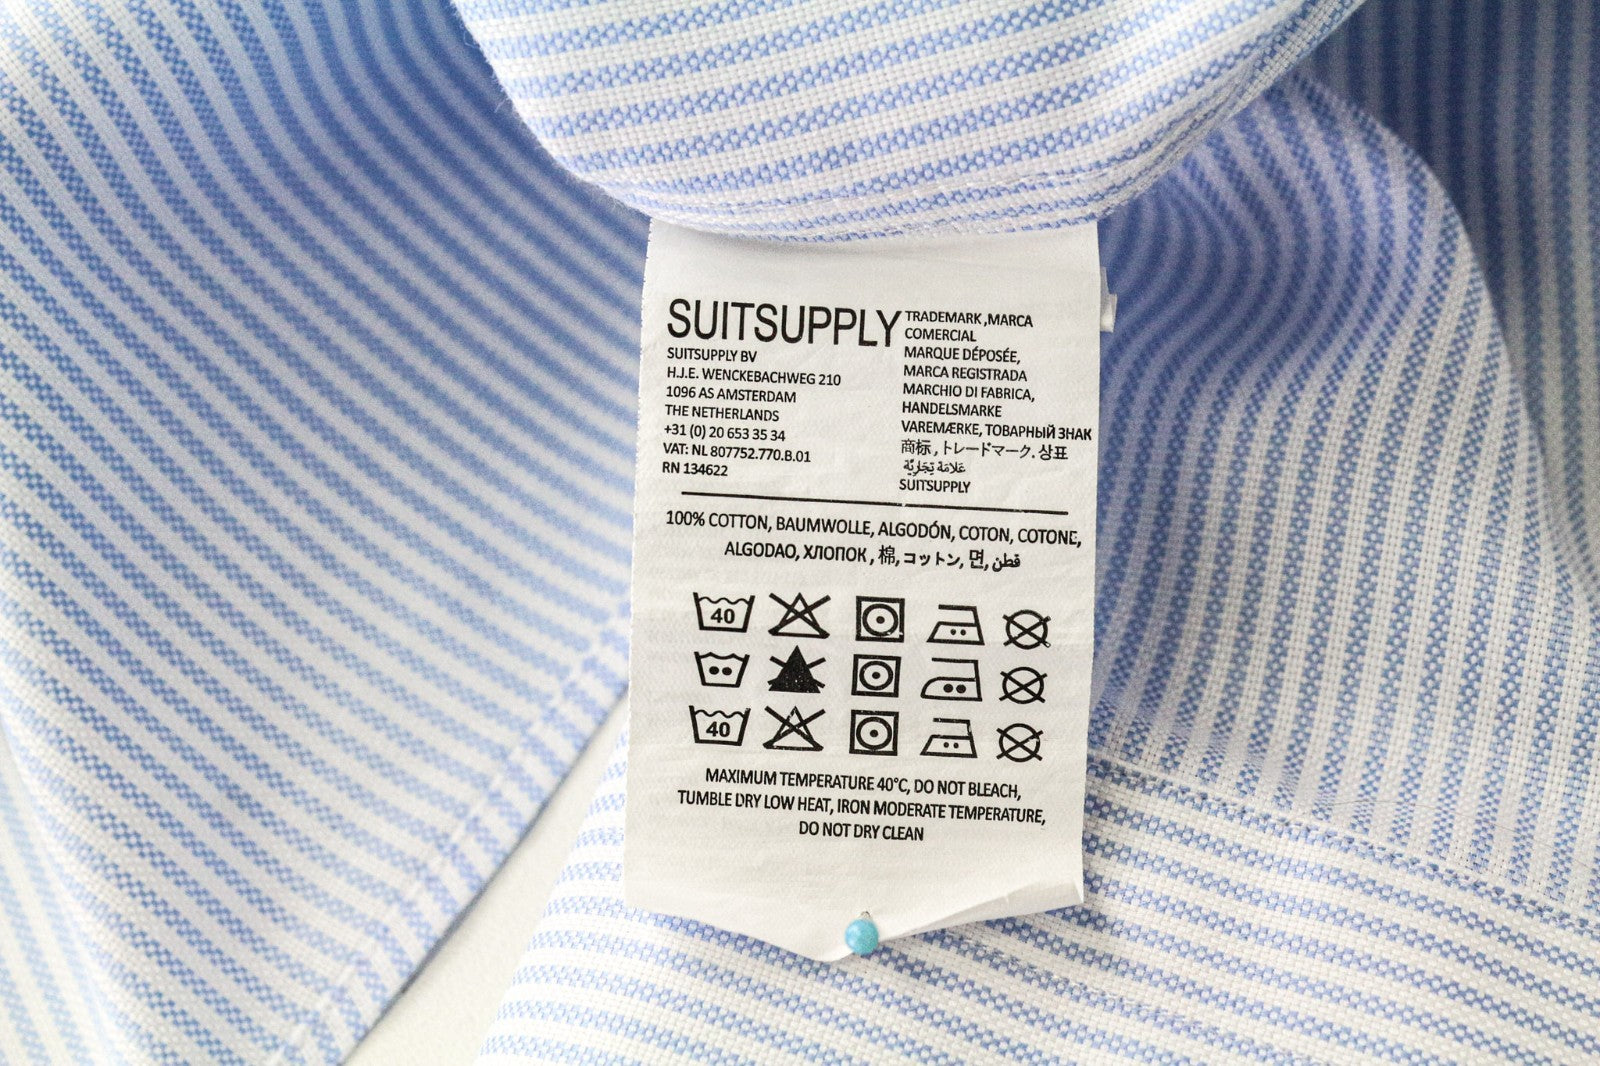 SUITSUPPLY
SUITSUPPLY BV
H.J.E. WENCKEBACHWEG 210
1096 AS AMSTERDAM
THE NETHERLANDS
+31 (0) 20 653 35 34
VAT: NL 807752.770.B.01
RN 134622
TRADEMARK ,MARCA
COMERCIAL
MARQUE DÉPOSÉE,
MARCA REGISTRADA
MARCHIO DI FABRICA,
HANDELSMARKE
VAREMÆRKE, ТОВАРНЫЙ ЗНАК
商标 , トレードマーク. 상표
عَلامَة تِجَارِيَّة
SUITSUPPLY
100% COTTON, BAUMWOLLE, ALGODÓN, COTON, COTONE,
ALGODAO, ХЛОПОК , 棉, コットン, 면, قطن
40
40
MAXIMUM TEMPERATURE 40°C, DO NOT BLEACH,
TUMBLE DRY LOW HEAT, IRON MODERATE TEMPERATURE,
DO NOT DRY CLEAN